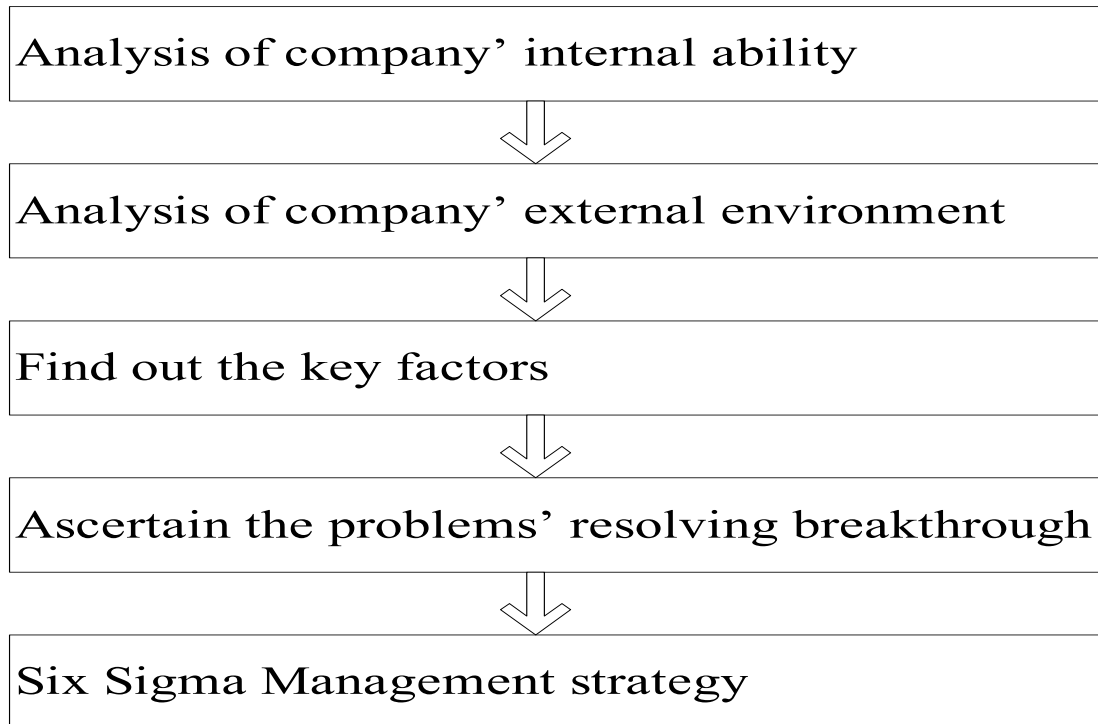 Analysis of company’ internal ability
Analysis of company’ external environment
Find out the key factors
Ascertain the problems’ resolving breakthrough
Six Sigma Management strategy